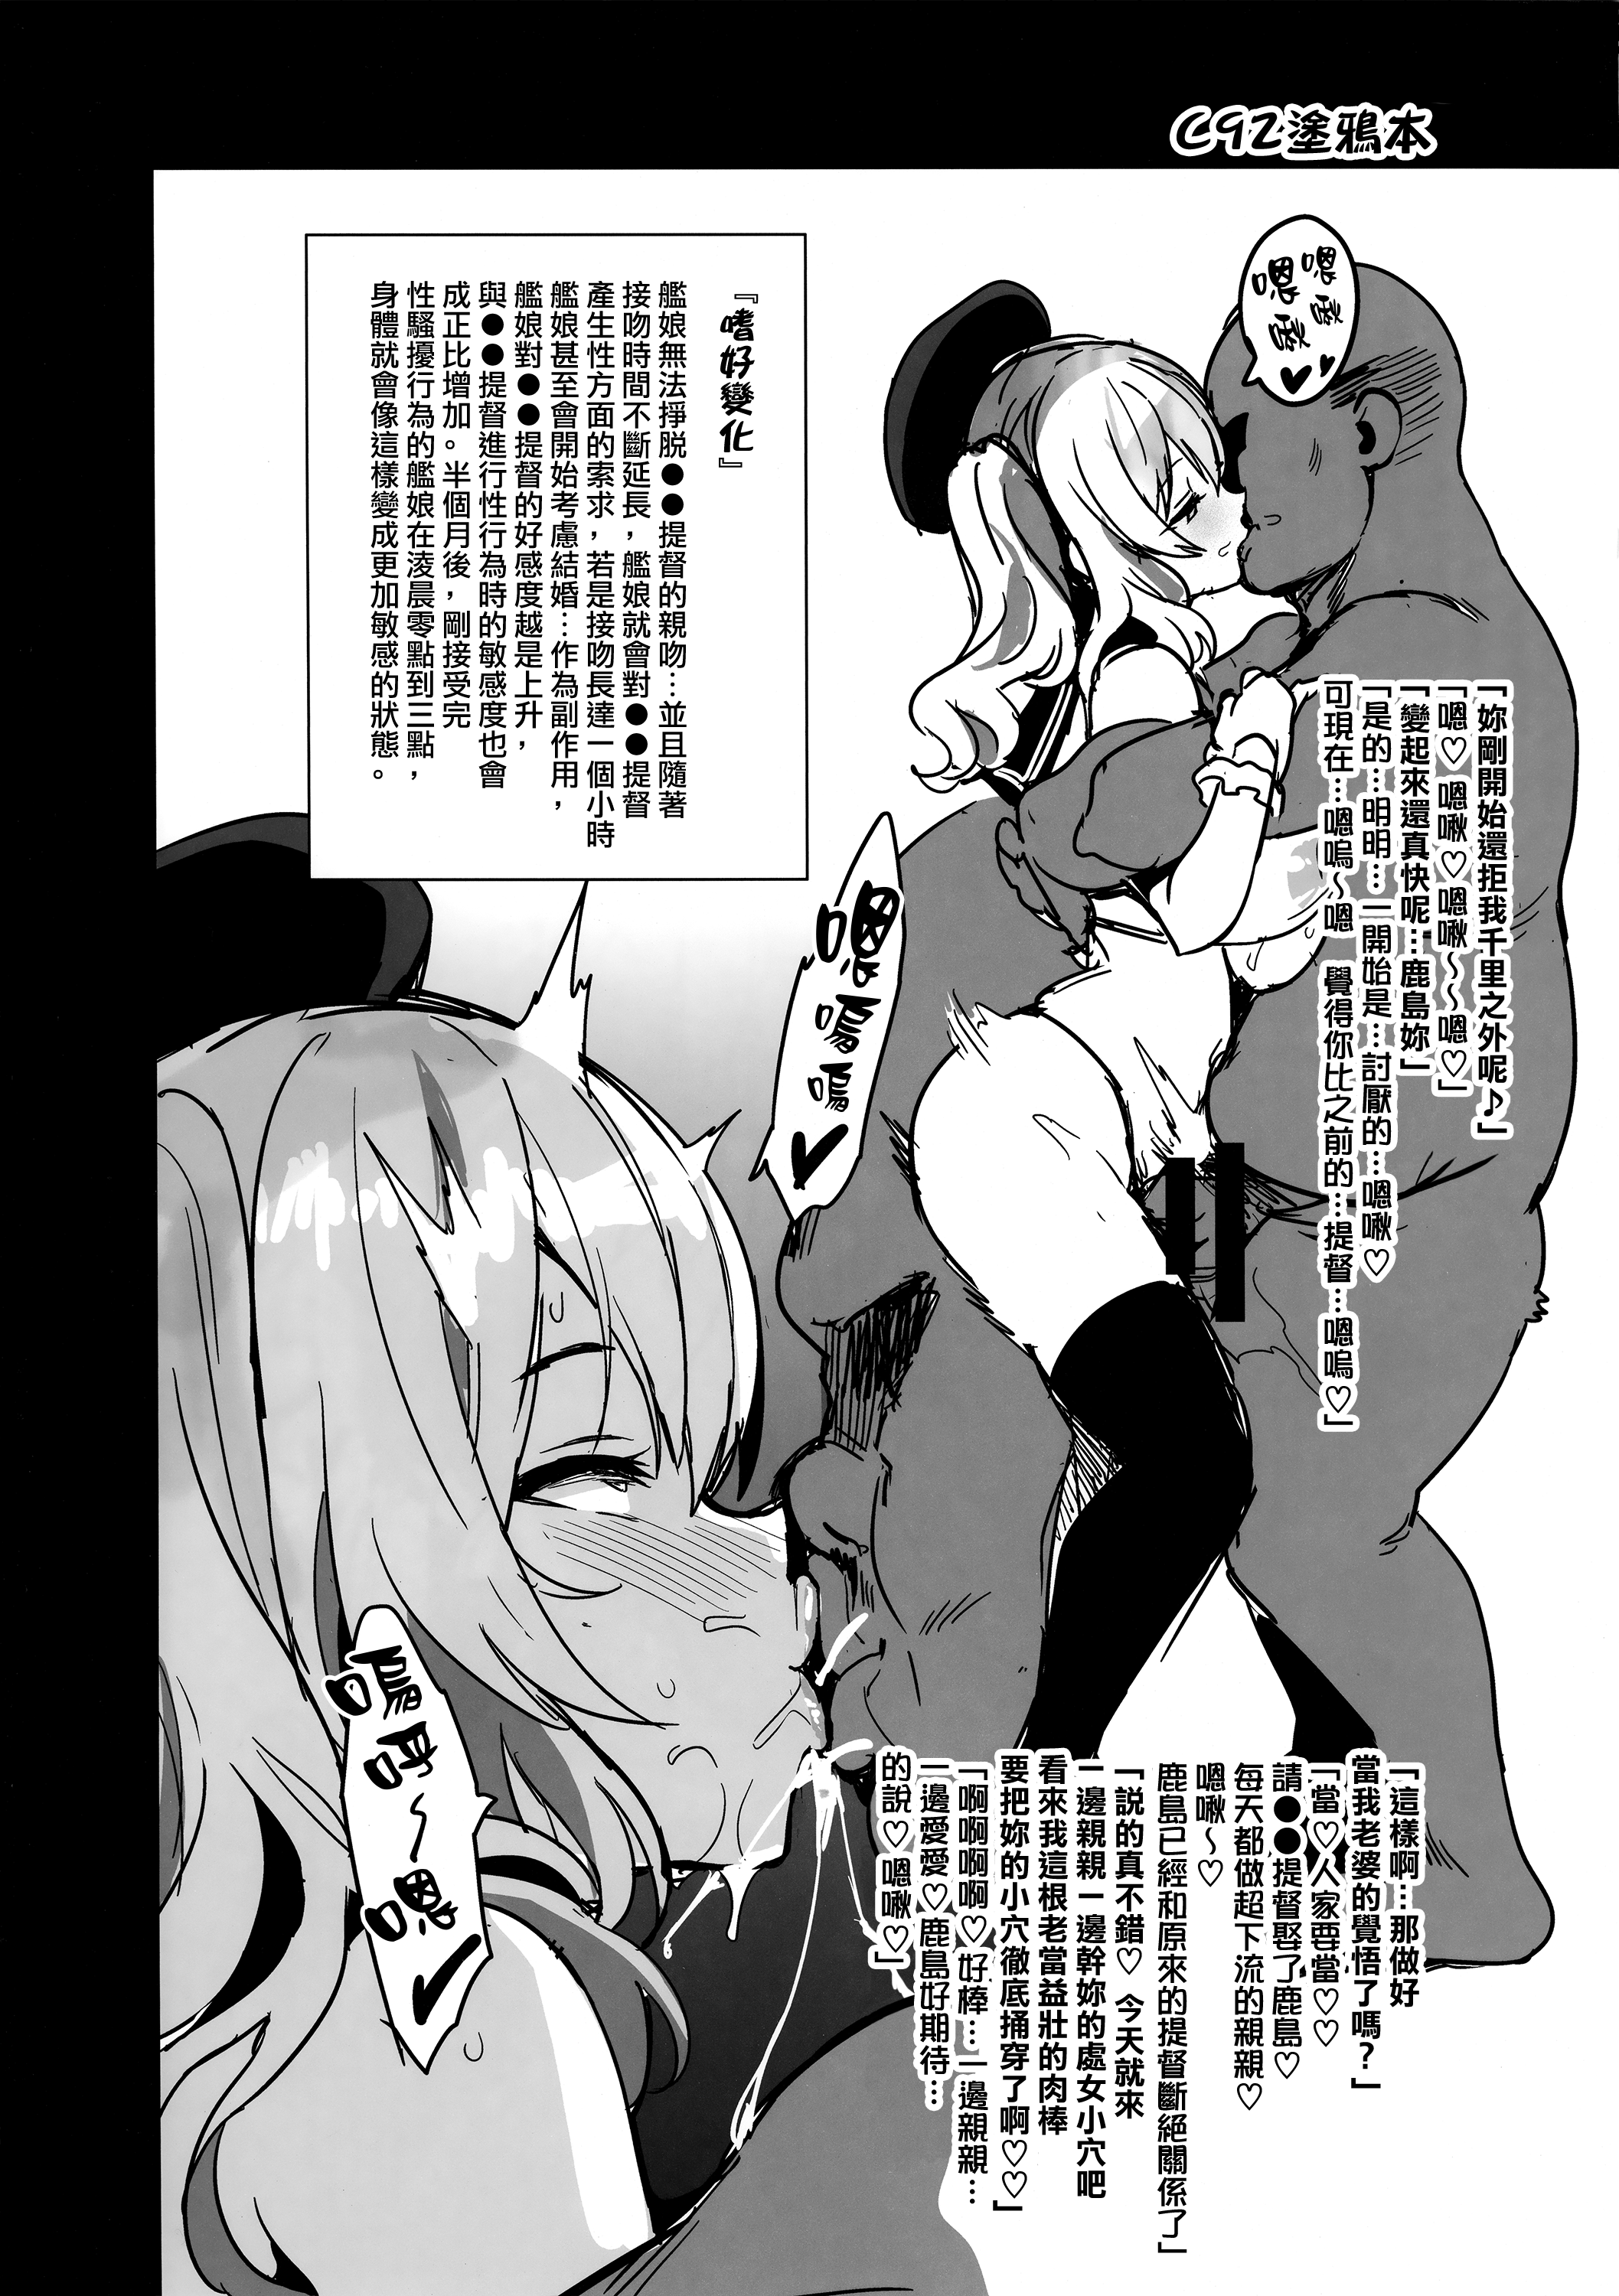 C92塗鴉本
嗯啾
嗯啾♥♥
「妳剛開始還拒我千里之外呢♪」
「嗯♡嗯啾♡嗯啾～～嗯♡」
「變起來還真快呢…鹿島妳」
「是的…明明…一開始是…討厭的…嗯啾♡
可現在…嗯嗚～嗯 覺得你比之前的…提督…嗯嗚♡」
『嗜好變化』
艦娘無法掙脫●●提督的親吻…並且隨著
接吻時間不斷延長，艦娘就會對●●提督
產生性方面的索求，若是接吻長達一個小時
艦娘甚至會開始考慮結婚…作為副作用，
艦娘對●●提督的好感度越是上升，
與●●提督進行性行為時的敏感度也會
成正比增加。半個月後，剛接受完
性騷擾行為的艦娘在淩晨零點到三點，
身體就會像這樣變成更加敏感的狀態。
嗯嗚嗚♥
嗚呼～嗯♥
「這樣啊…那做好
當我老婆的覺悟了嗎？」
「當♡人家要當♡♡
請●●提督娶了鹿島♡
每天都做超下流的親親♡
嗯啾～♡
鹿島已經和原來的提督斷絕關係了」
「説的真不錯♡ 今天就來
一邊親親一邊幹妳的處女小穴吧
看來我這根老當益壯的肉棒
要把妳的小穴徹底捅穿了啊♡♡」
「啊啊啊啊♡好棒…一邊親親…
一邊愛愛♡鹿島好期待…
的說♡嗯啾♡」